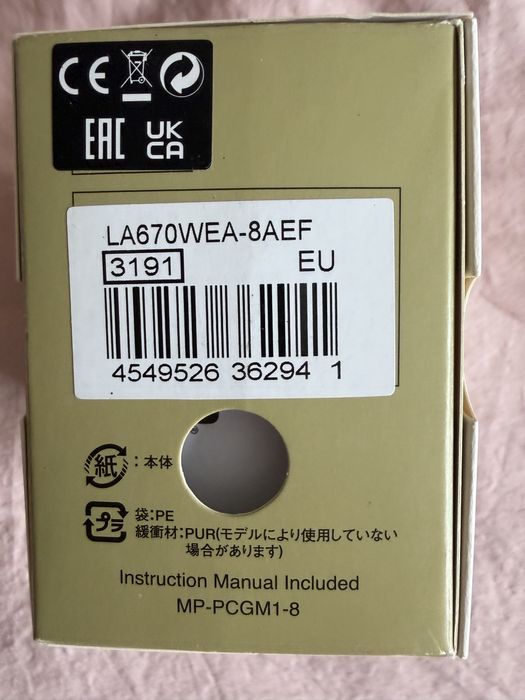 CE
EAC UK
CA
LA670WEA-8AEF
3191 EU
4549526 36294 1
紙:本体
プラ 袋:PE
緩衝材:PUR(モデルにより使用していない
場合があります)
Instruction Manual Included
MP-PCGM1-8